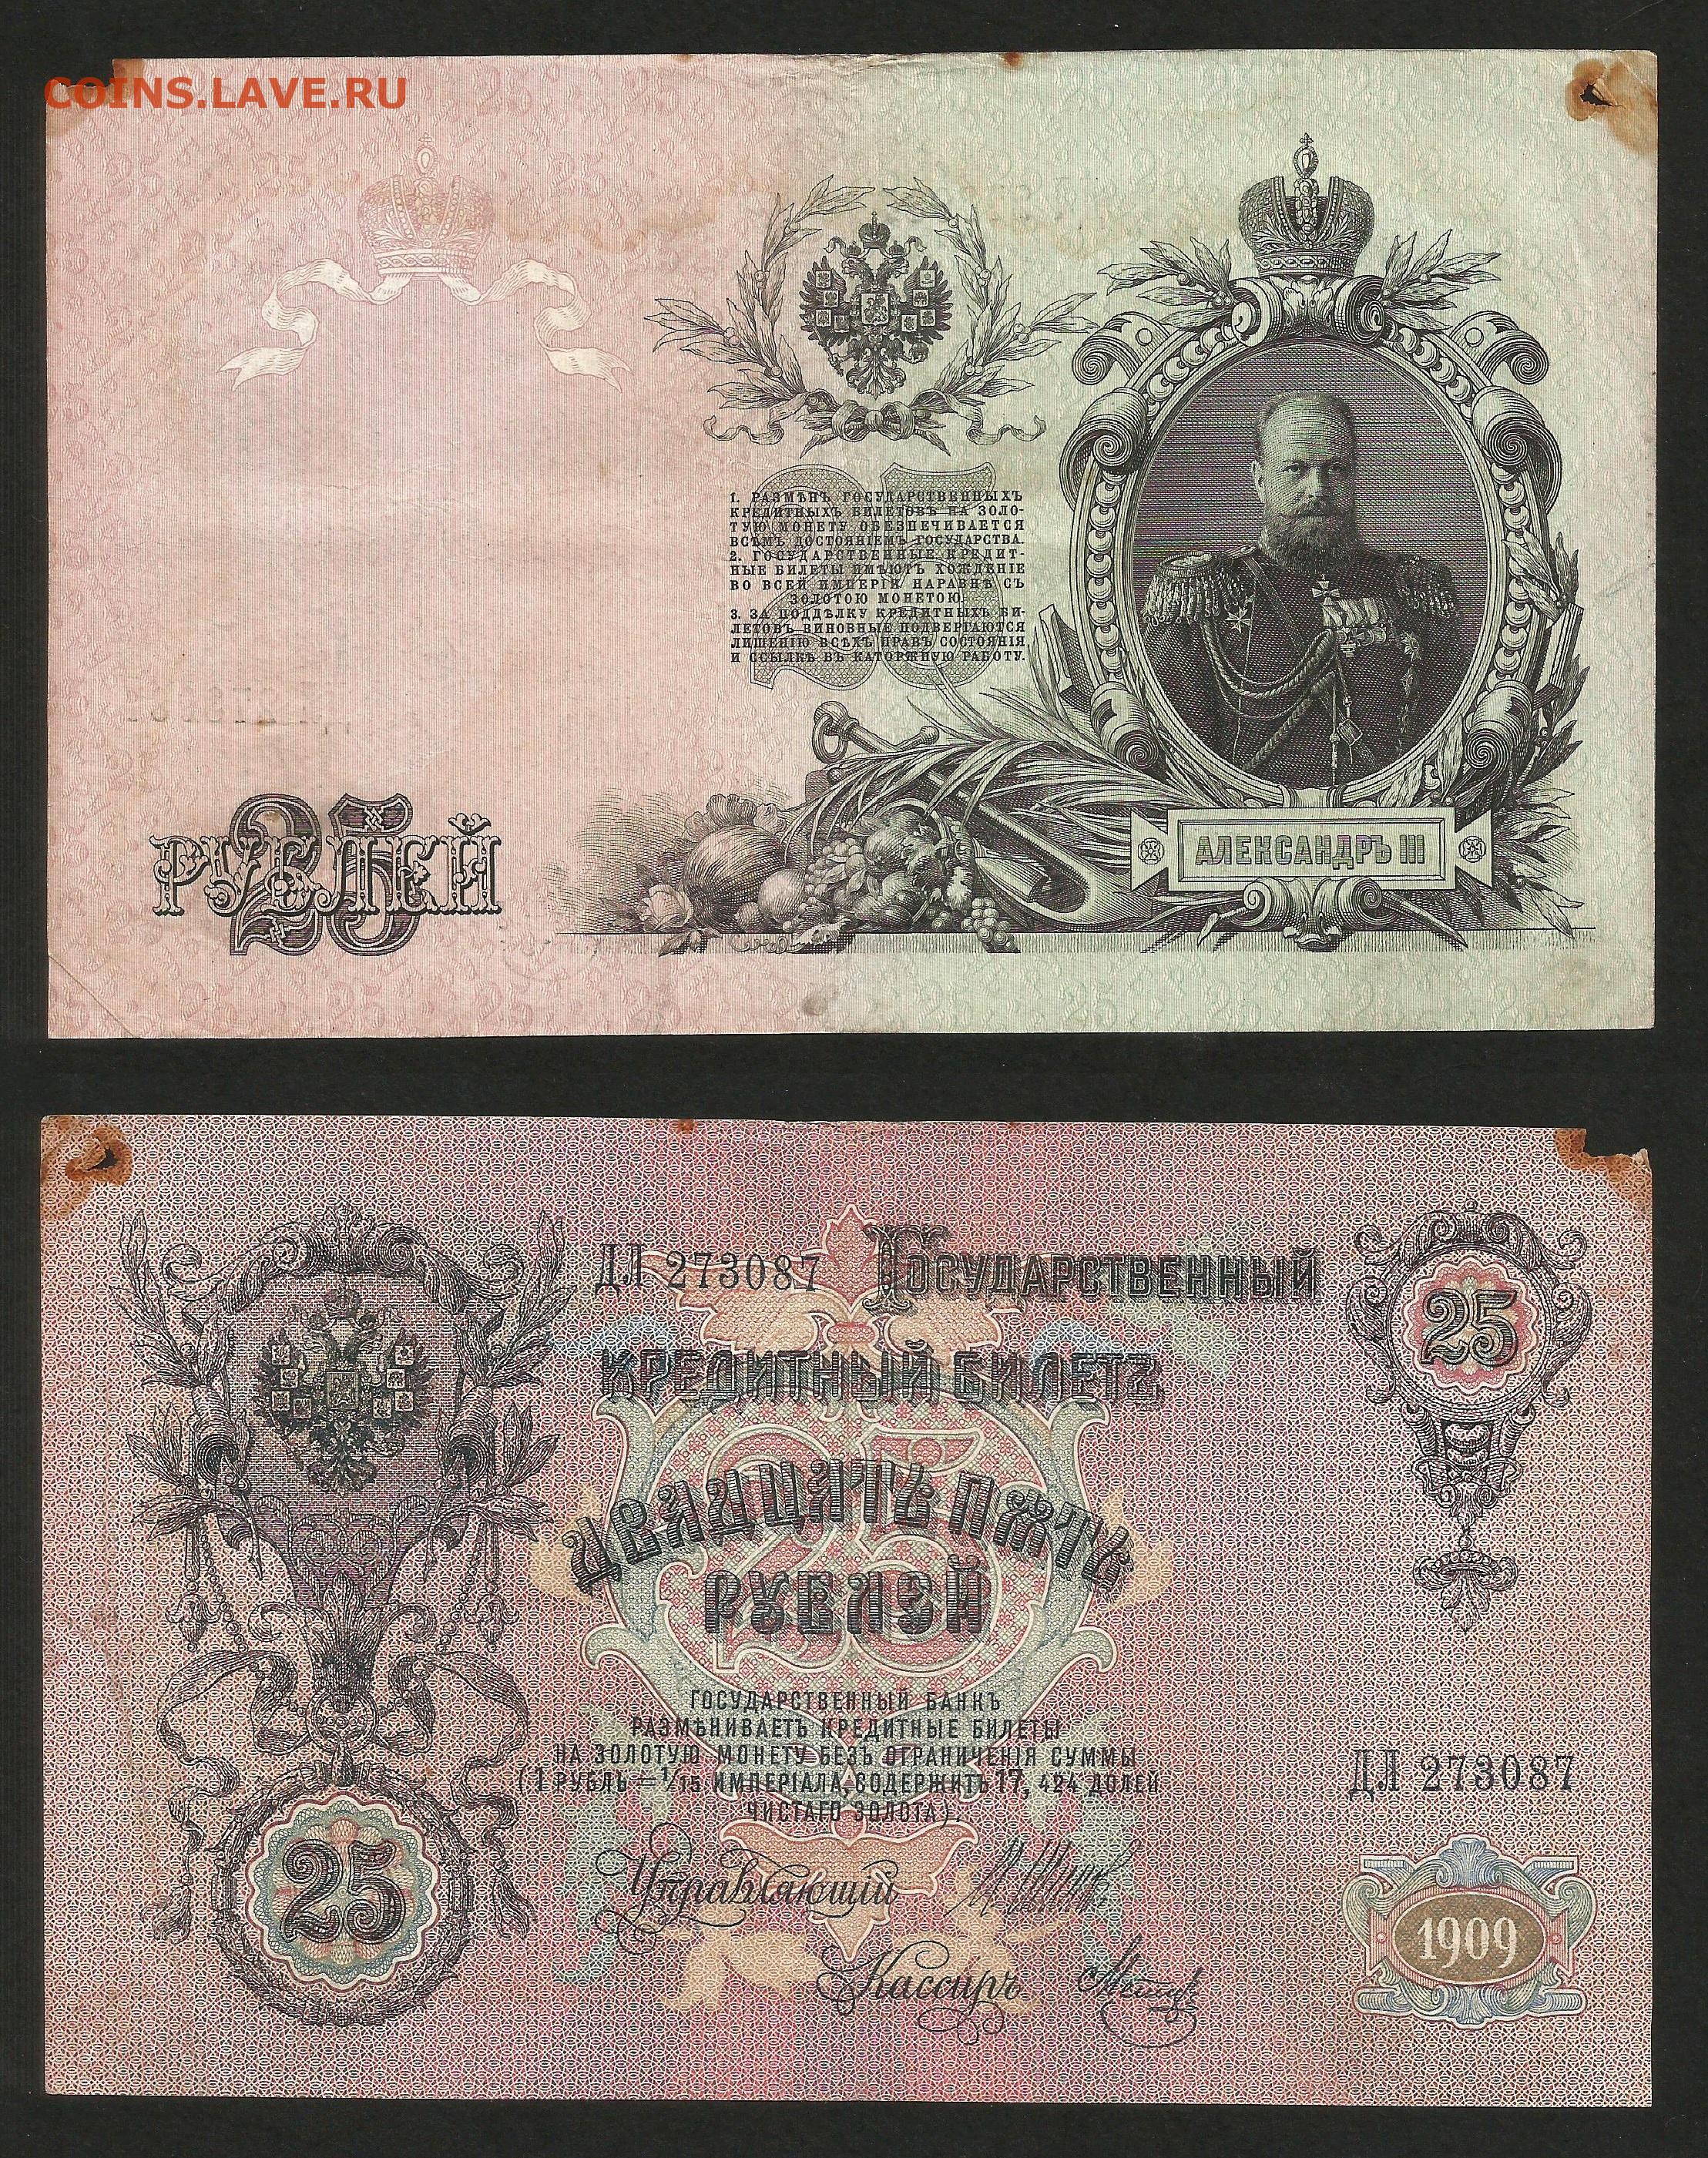 COINS.LAVE.RU
1. РАЗМѢНЪ ГОСУДАРСТВЕННЫХЪ
КРЕДИТНЫХЪ БИЛЕТОВЪ НА ЗОЛО-
ТУЮ МОНЕТУ ОБЕЗПЕЧИВАЕТСЯ
ВСѢМЪ ДОСТОЯНІЕМЪ ГОСУДАРСТВА.
2. ГОСУДАРСТВЕННЫЕ КРЕДИТ-
НЫЕ БИЛЕТЫ ИМѢЮТЪ ХОЖДЕНІЕ
ВО ВСЕЙ ИМПЕРІИ НАРАВНѢ СЪ
ЗОЛОТОЮ МОНЕТОЮ.
3. ЗА ПОДДѢЛКУ КРЕДИТНЫХЪ БИ-
ЛЕТОВЪ ВИНОВНЫЕ ПОДВЕРГАЮТСЯ
ЛИШЕНІЮ ВСѢХЪ ПРАВЪ СОСТОЯНІЯ
И ССЫЛКѢ ВЪ КАТОРЖНУЮ РАБОТУ.
25
25
РУБЛЕЙ
АЛЕКСАНДРЪ III
ДЛ 273087 ГОСУДАРСТВЕННЫЙ
КРЕДИТНЫЙ БИЛЕТЪ
25
25
ДВАДЦАТЬ ПЯТЬ
РУБЛЕЙ
ГОСУДАРСТВЕННЫЙ БАНКЪ
РАЗМѢНИВАЕТЪ КРЕДИТНЫЕ БИЛЕТЫ
НА ЗОЛОТУЮ МОНЕТУ БЕЗЪ ОГРАНИЧЕНІЯ СУММЫ
(1 РУБЛЬ = 1/15 ИМПЕРІАЛА, СОДЕРЖИТЪ 17, 424 ДОЛЕЙ
ЧИСТАГО ЗОЛОТА).
ДЛ 273087
25
Управляющій
Кассиръ
1909